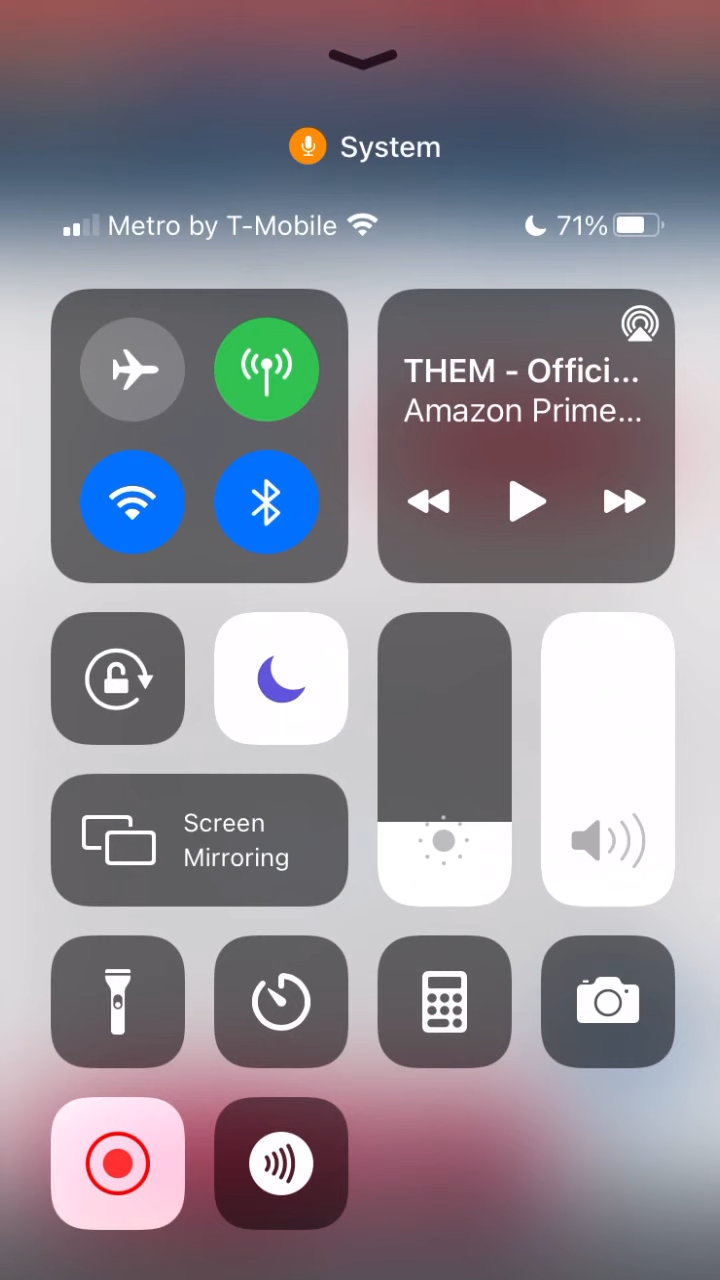 System
Metro by T-Mobile
71%
THEM - Offici...
Amazon Prime...
Screen
Mirroring